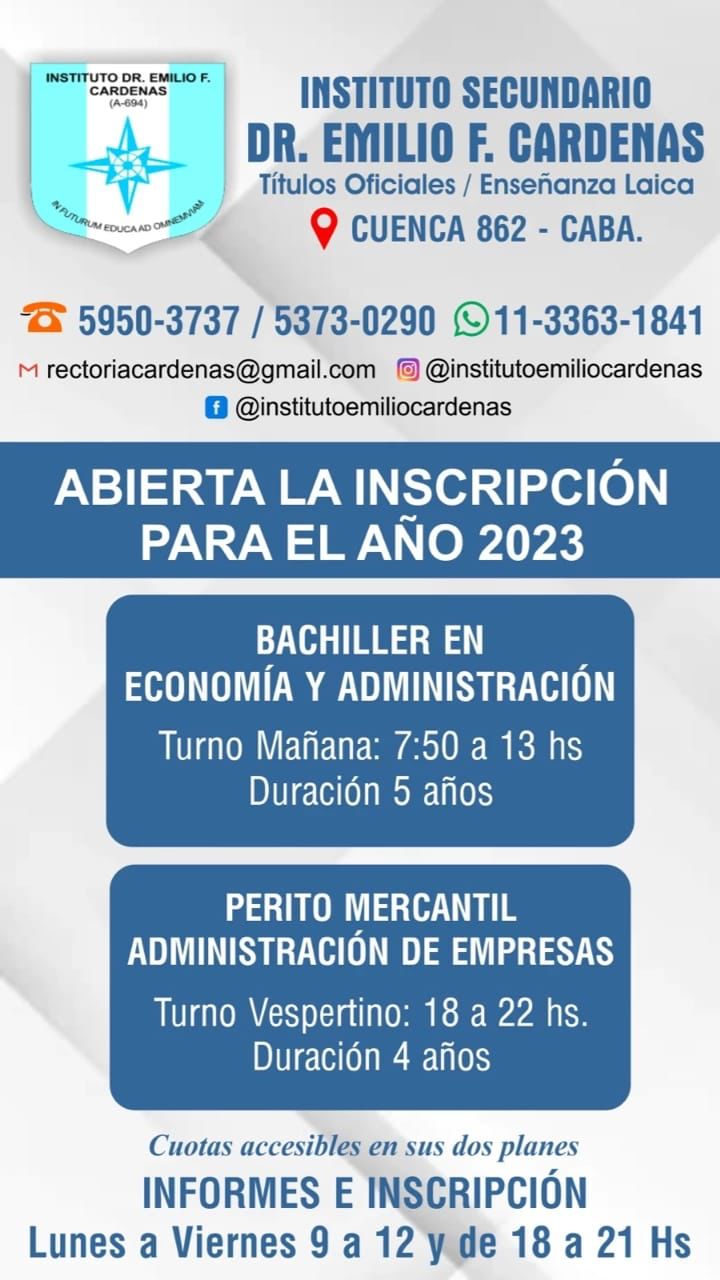 INSTITUTO DR. EMILIO F.
CARDENAS
(A-694)
IN FUTURUM EDUCA AD OMNEMVIAM
INSTITUTO SECUNDARIO
DR. EMILIO F. CARDENAS
Títulos Oficiales / Enseñanza Laica
CUENCA 862 - CABA.
5950-3737 / 5373-0290 11-3363-1841
rectoriacardenas@gmail.com @institutoemiliocardenas
@institutoemiliocardenas
ABIERTA LA INSCRIPCIÓN
PARA EL AÑO 2023
BACHILLER EN
ECONOMÍA Y ADMINISTRACIÓN
Turno Mañana: 7:50 a 13 hs
Duración 5 años
PERITO MERCANTIL
ADMINISTRACIÓN DE EMPRESAS
Turno Vespertino: 18 a 22 hs.
Duración 4 años
Cuotas accesibles en sus dos planes
INFORMES E INSCRIPCIÓN
Lunes a Viernes 9 a 12 y de 18 a 21 Hs